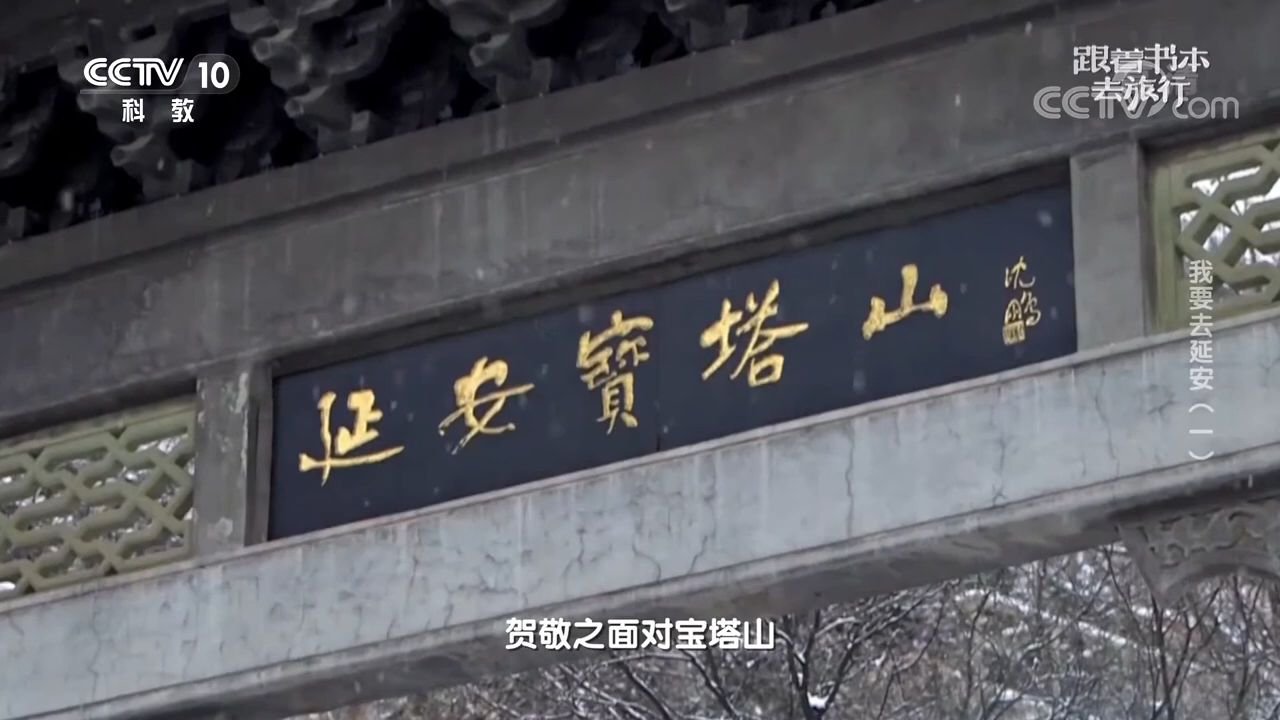 CCTV 10
科教
跟着书本
去旅行
CCTV.com
延安寶塔山
沈鹏
我要去延安（一）
贺敬之面对宝塔山